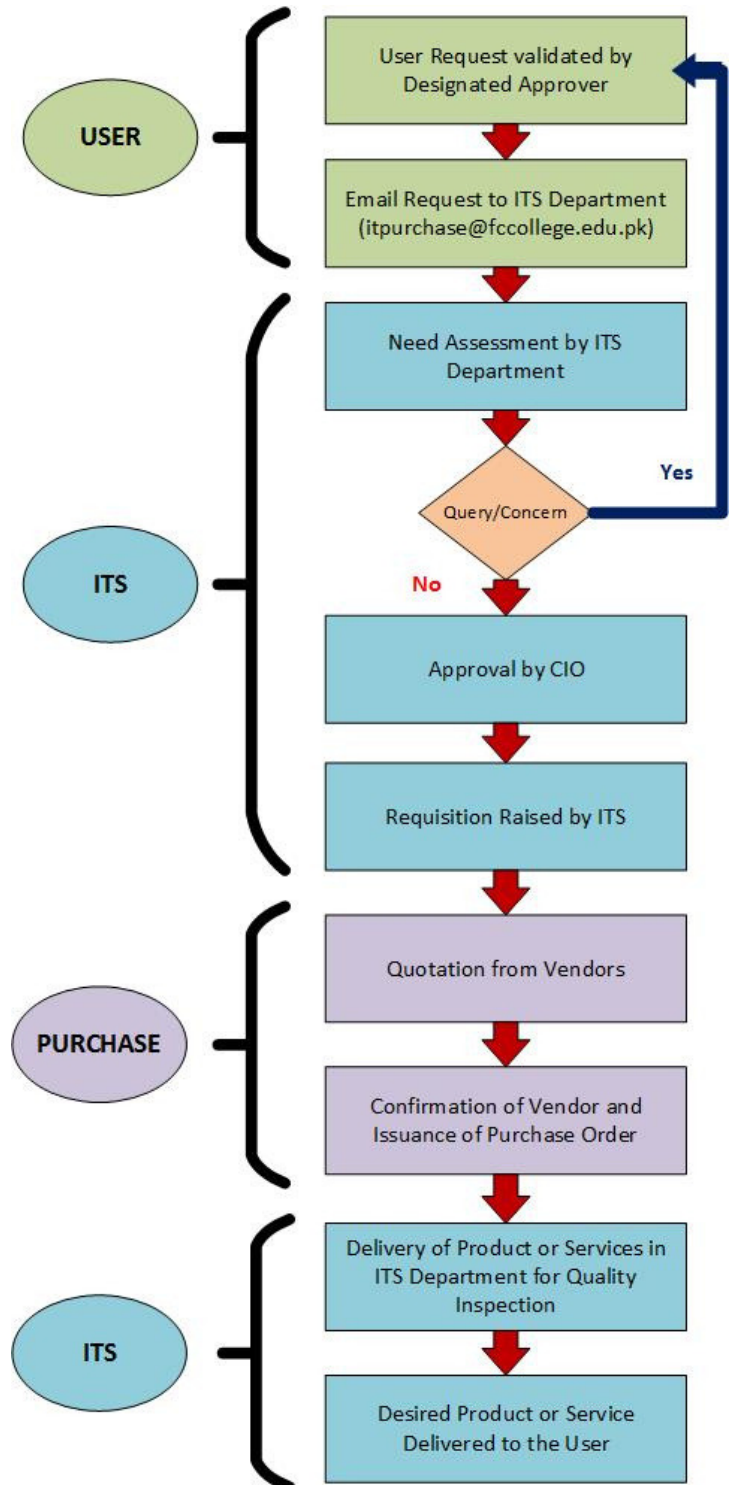 User Request validated by
Designated Approver
USER
Email Request to ITS Department
(itpurchase@fccollege.edu.pk)
Need Assessment by ITS
Department
Query/Concern
Yes
No
ITS
Approval by CIO
Requisition Raised by ITS
Quotation from Vendors
PURCHASE
Confirmation of Vendor and
Issuance of Purchase Order
Delivery of Product or Services in
ITS Department for Quality
Inspection
ITS
Desired Product or Service
Delivered to the User